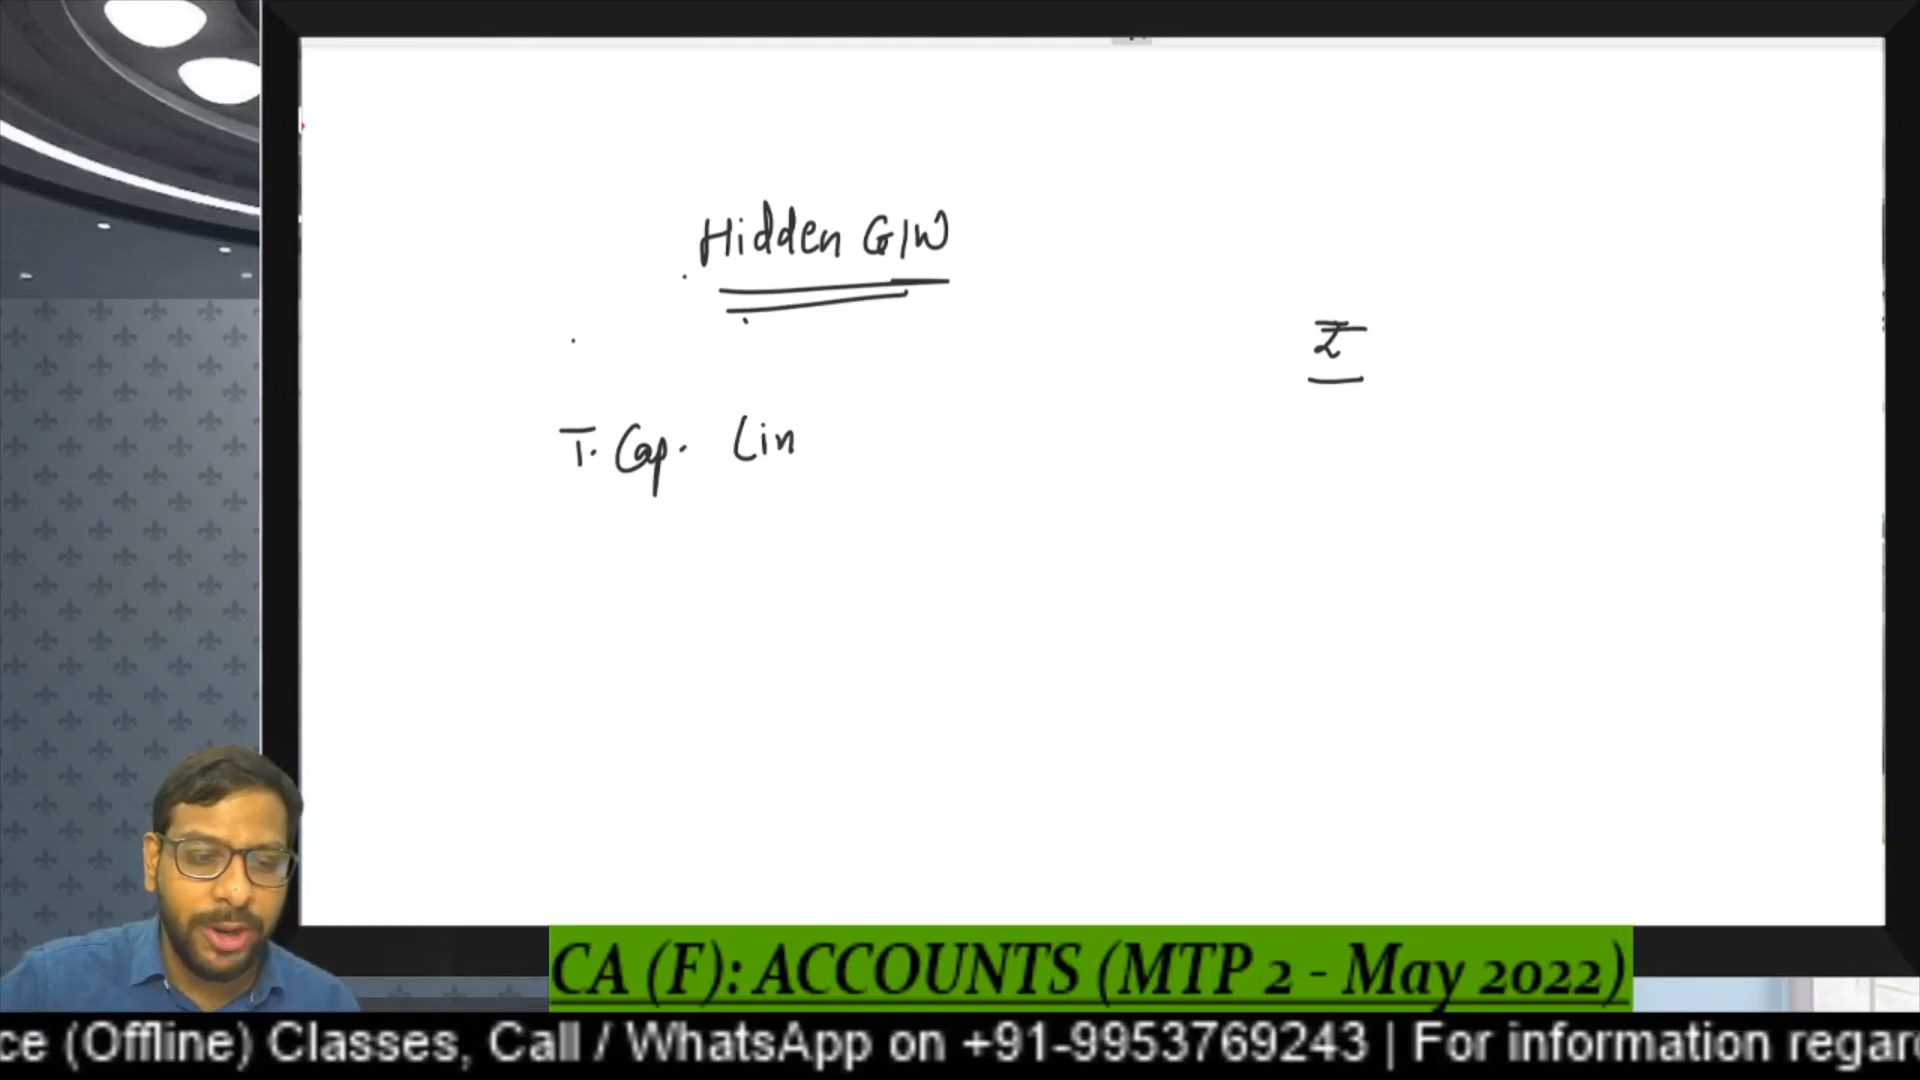 Hidden G/W
₹
T. Cap. (in
CA (F): ACCOUNTS (MTP 2 - May 2022)
ce (Offline) Classes, Call / WhatsApp on +91-9953769243 | For information regar